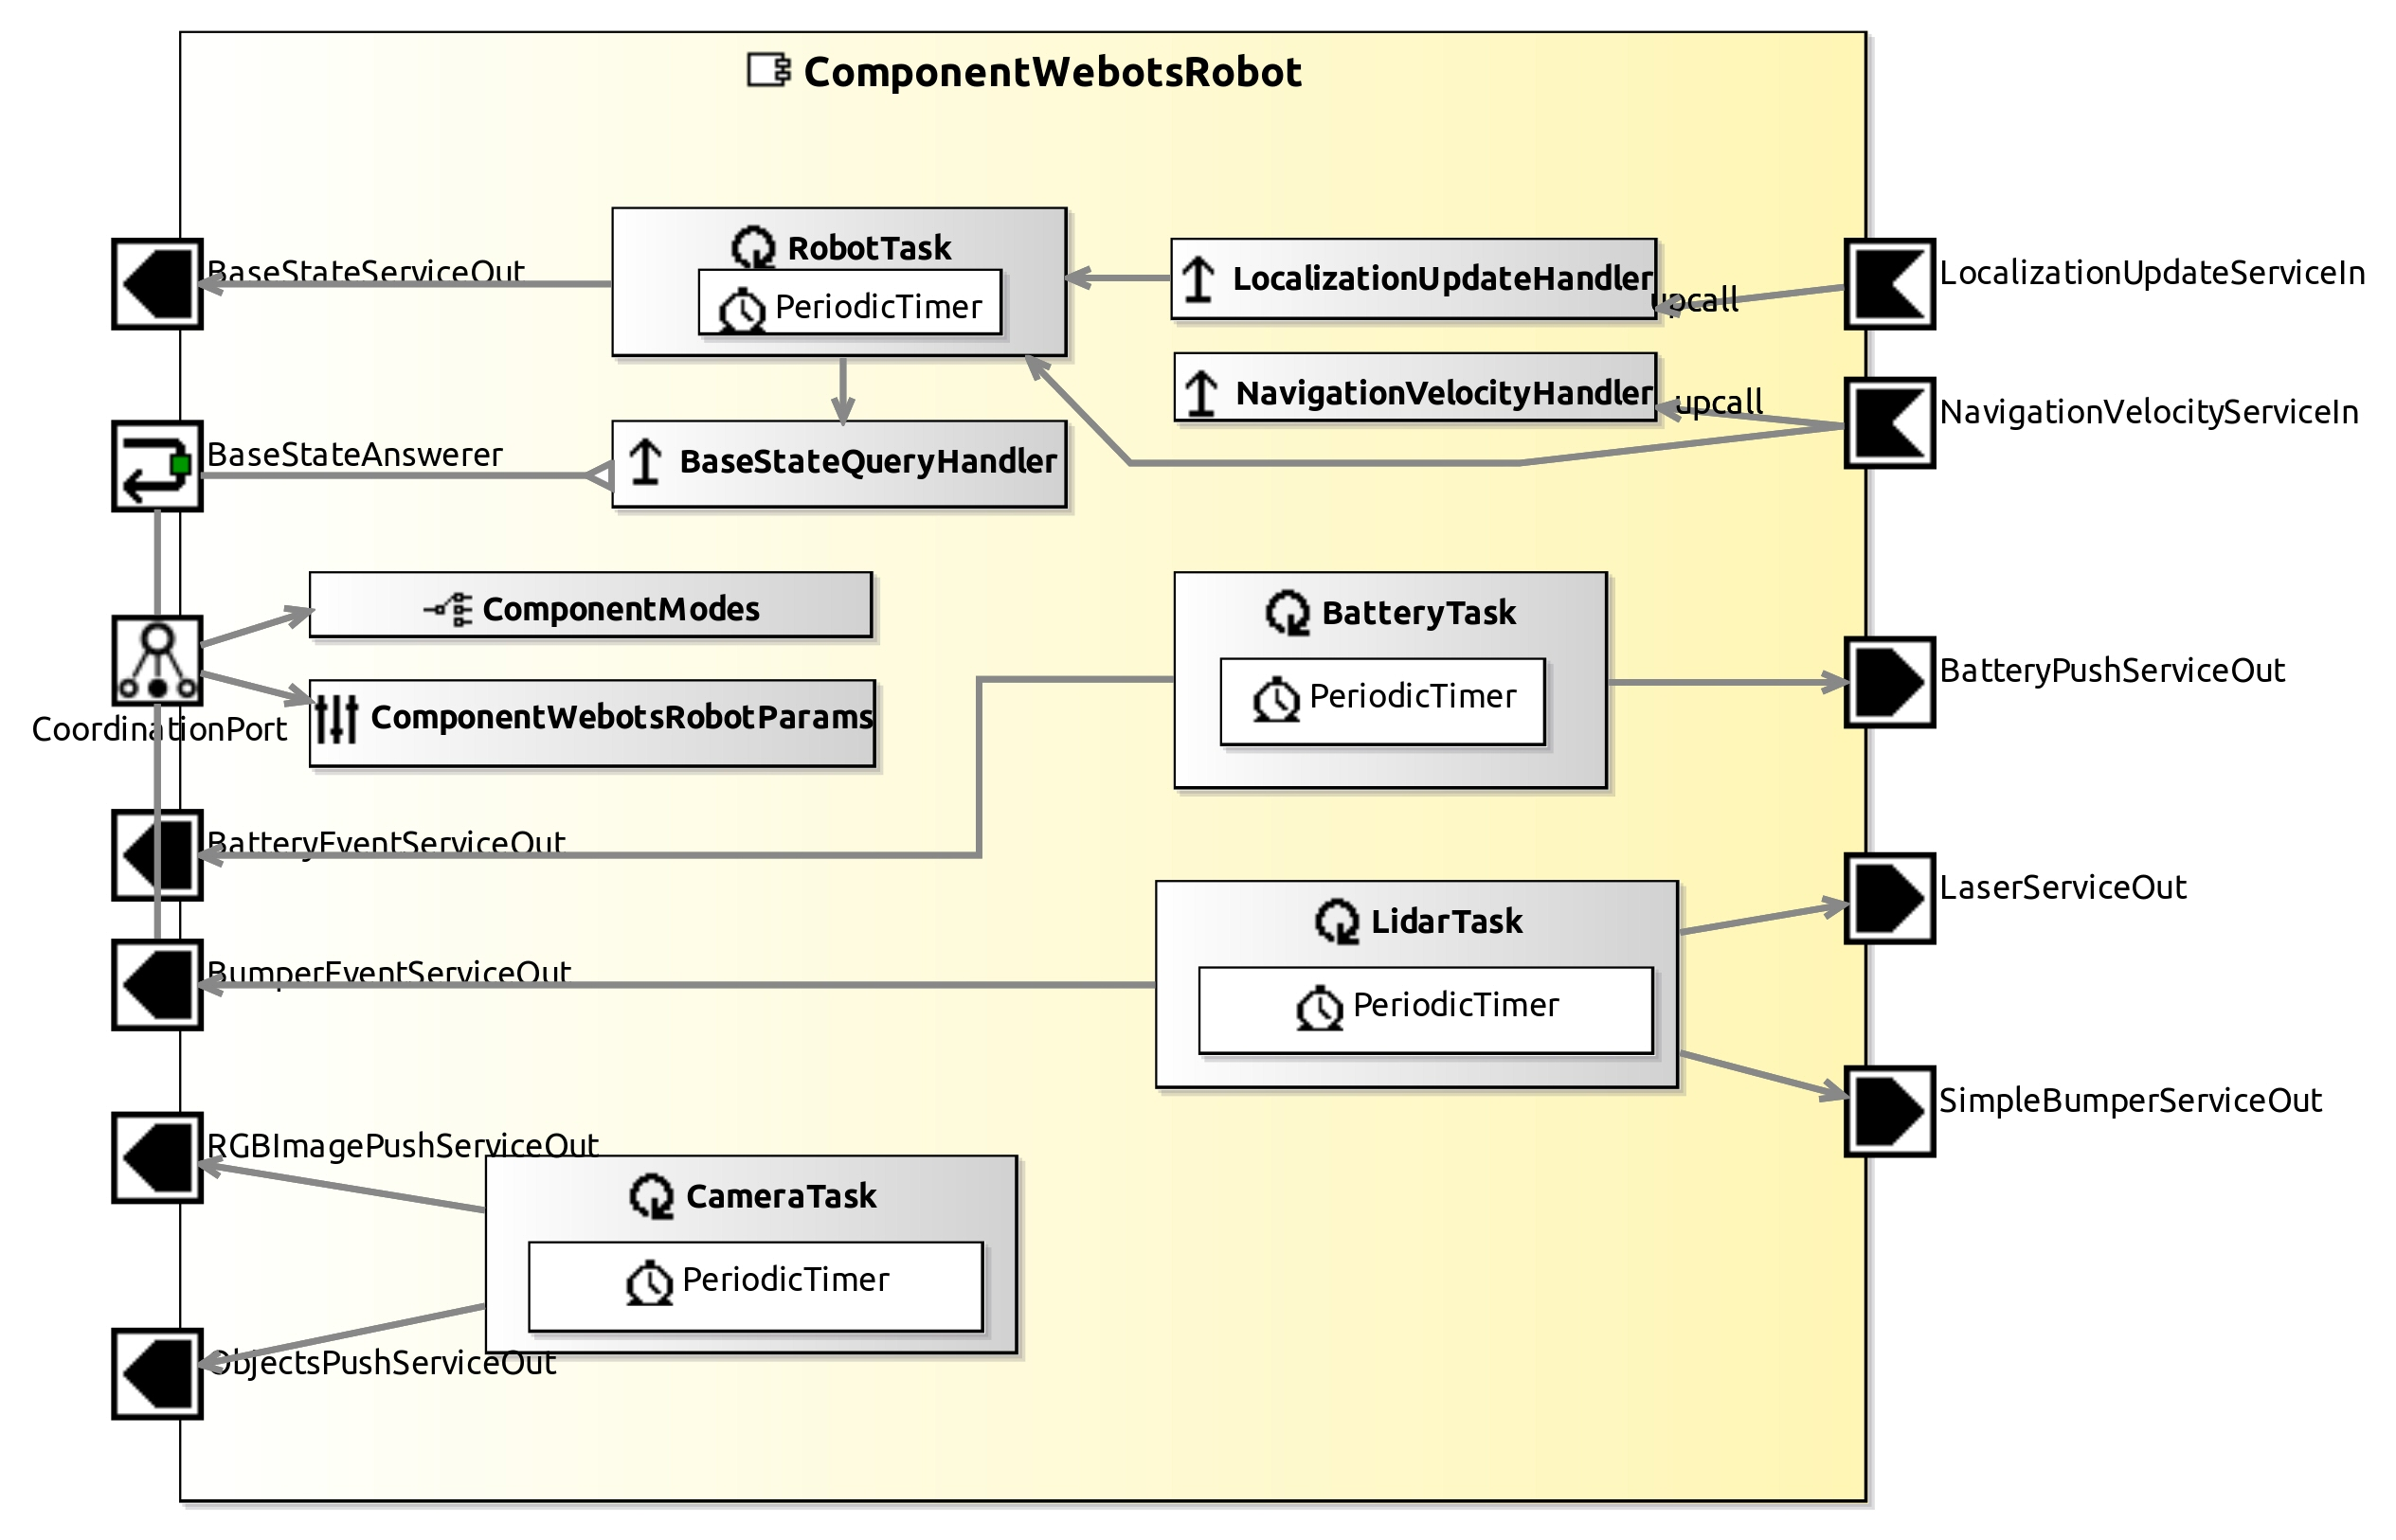 ComponentWebotsRobot
RobotTask
PeriodicTimer
BaseStateServiceOut
LocalizationUpdateHandler
upcall
LocalizationUpdateServiceIn
NavigationVelocityHandler
upcall
NavigationVelocityServiceIn
BaseStateAnswerer
BaseStateQueryHandler
ComponentModes
ComponentWebotsRobotParams
CoordinationPort
BatteryTask
PeriodicTimer
BatteryPushServiceOut
BatteryEventServiceOut
LidarTask
PeriodicTimer
LaserServiceOut
BumperEventServiceOut
SimpleBumperServiceOut
RGBImagePushServiceOut
CameraTask
PeriodicTimer
ObjectsPushServiceOut